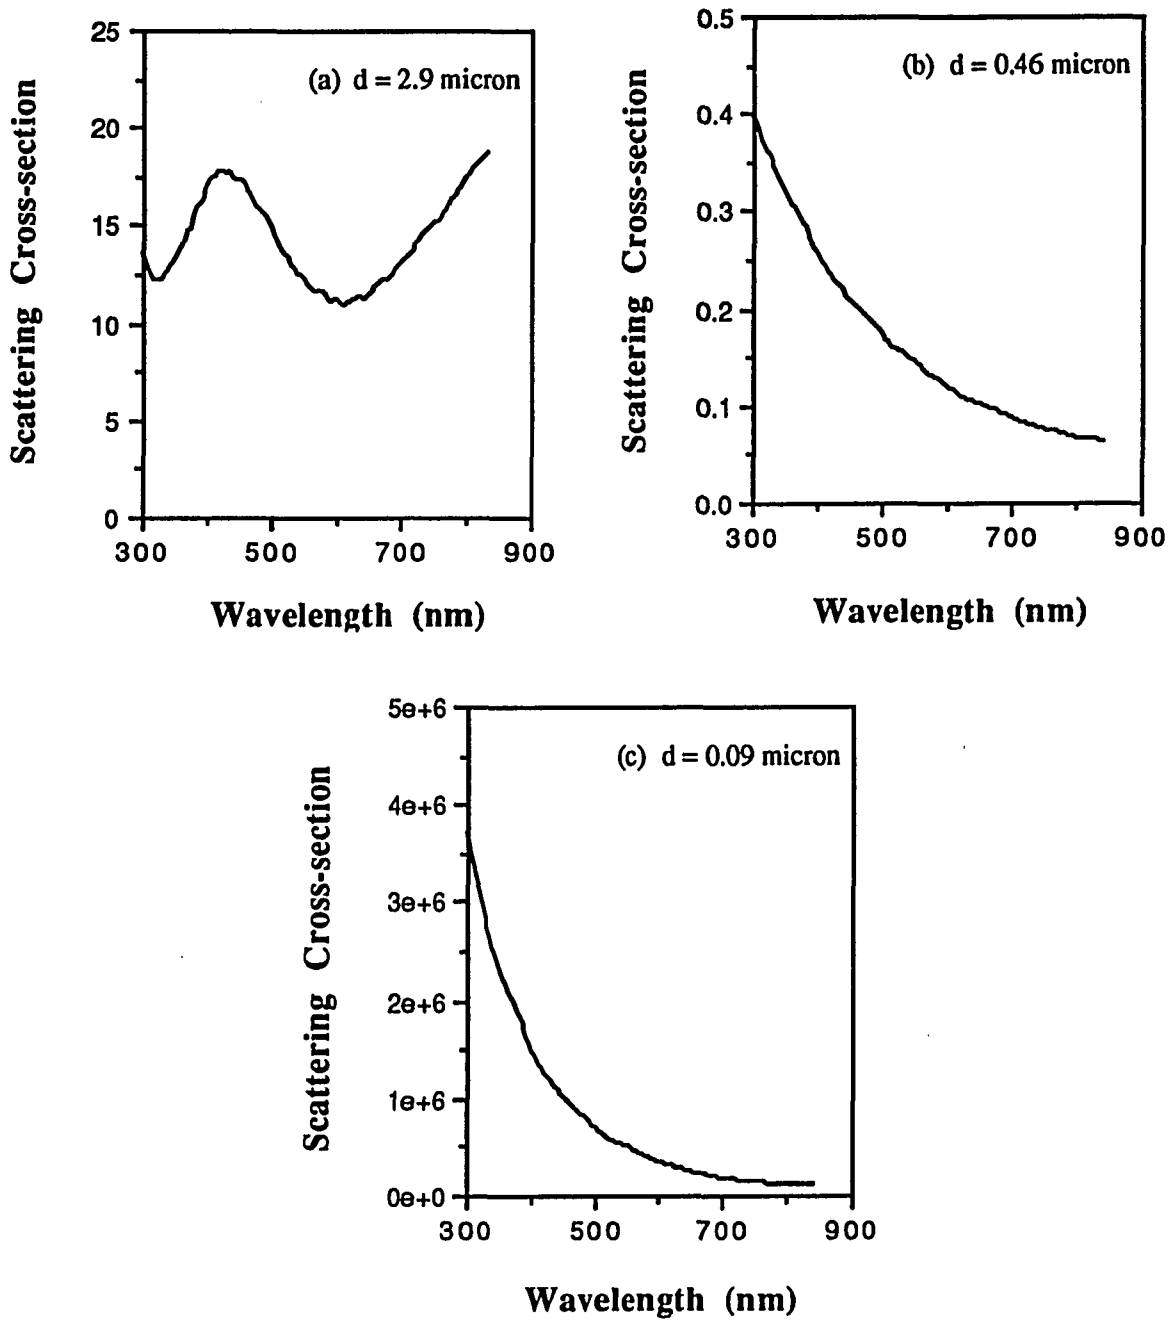 Scattering Cross-section
25
20
15
10
5
0
(a) d = 2.9 micron
300 500 700 900
Wavelength (nm)
Scattering Cross-section
0.5
0.4
0.3
0.2
0.1
0.0
(b) d = 0.46 micron
300 500 700 900
Wavelength (nm)
Scattering Cross-section
5e+6
4e+6
3e+6
2e+6
1e+6
0e+0
(c) d = 0.09 micron
300 500 700 900
Wavelength (nm)